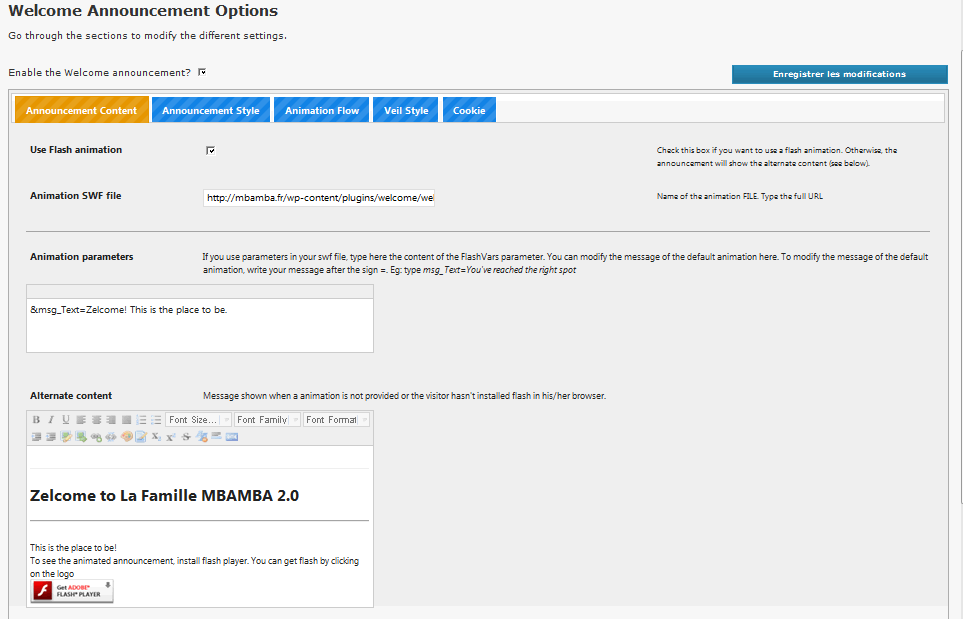 Welcome Announcement Options
Go through the sections to modify the different settings.
Enable the Welcome announcement?
Enregistrer les modifications
Announcement Content
Announcement Style
Animation Flow
Veil Style
Cookie
Use Flash animation
Check this box if you want to use a flash animation. Otherwise, the
announcement will show the alternate content (see below).
Animation SWF file
http://mbamba.fr/wp-content/plugins/welcome/wel
Name of the animation FILE. Type the full URL
Animation parameters
If you use parameters in your swf file, type here the content of the FlashVars parameter. You can modify the message of the default animation here. To modify the message of the default
animation, write your message after the sign =. Eg: type msg_Text=You've reached the right spot
&msg_Text=Zelcome! This is the place to be.
Alternate content
Message shown when a animation is not provided or the visitor hasn't installed flash in his/her browser.
B I U
Font Size...
Font Family
Font Format
Zelcome to La Famille MBAMBA 2.0
This is the place to be!
To see the animated announcement, install flash player. You can get flash by clicking
on the logo
Get ADOBE®
FLASH® PLAYER